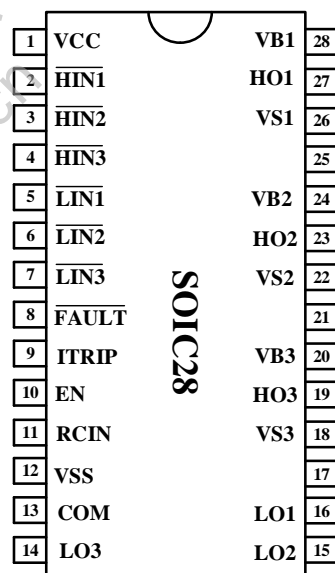 1 VCC VB1 28
2 HIN1 HO1 27
3 HIN2 VS1 26
4 HIN3 25
5 LIN1 VB2 24
6 LIN2 HO2 23
7 LIN3 VS2 22
8 FAULT 21
9 ITRIP VB3 20
10 EN HO3 19
11 RCIN VS3 18
12 VSS 17
13 COM LO1 16
14 LO3 LO2 15
SOIC28